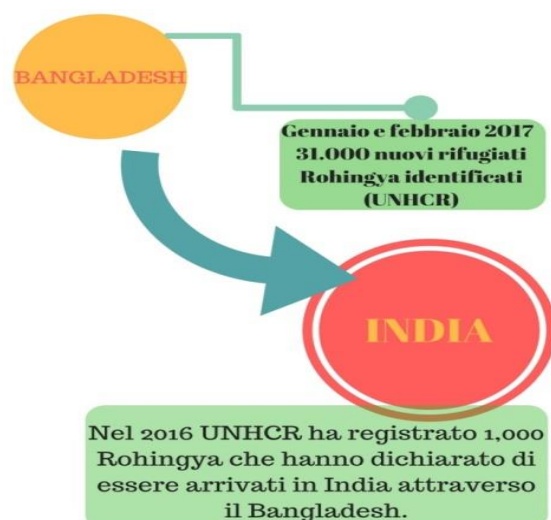 BANGLADESH
Gennaio e febbraio 2017
31.000 nuovi rifugiati
Rohingya identificati
(UNHCR)
INDIA
Nel 2016 UNHCR ha registrato 1,000
Rohingya che hanno dichiarato di
essere arrivati in India attraverso
il Bangladesh.